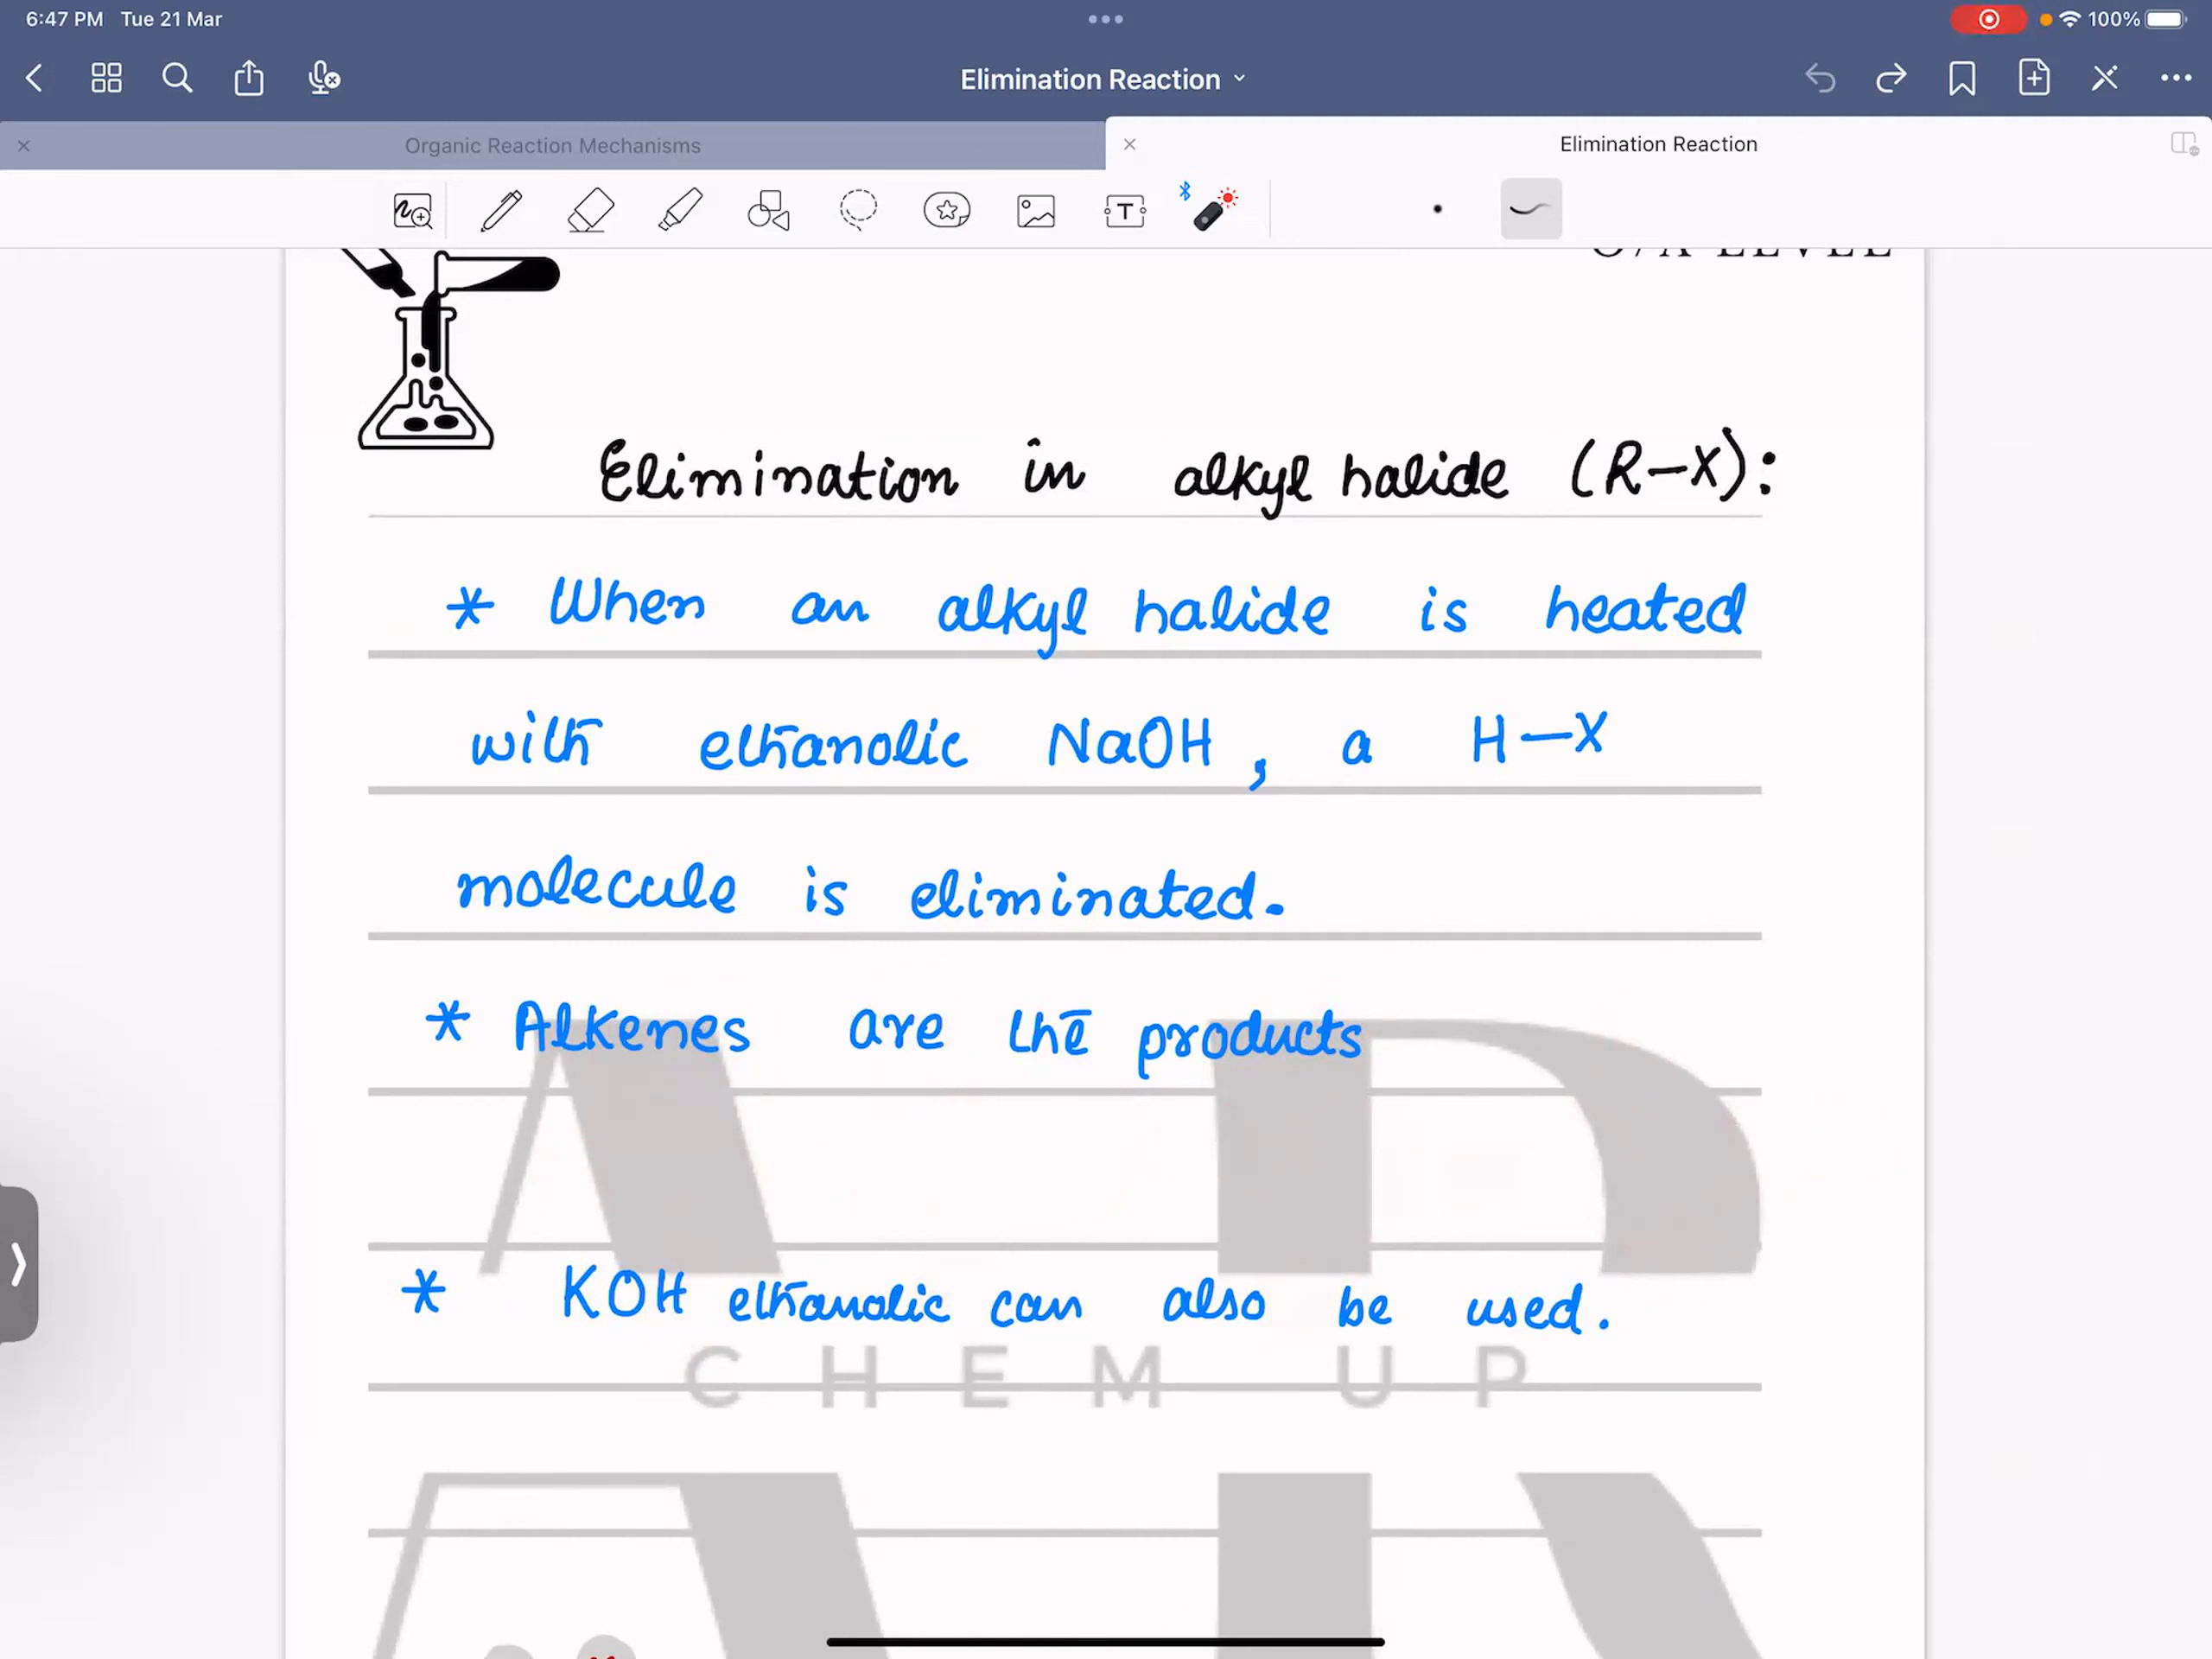 6:47 PM Tue 21 Mar
100%
Elimination Reaction
Organic Reaction Mechanisms
Elimination Reaction
T
O/A LEVEL
Elimination in alkyl halide (R-X):
* When an alkyl halide is heated
with ethanolic NaOH, a H-X
molecule is eliminated.
* Alkenes are the products
* KOH ethanolic can also be used.
CHEM UP